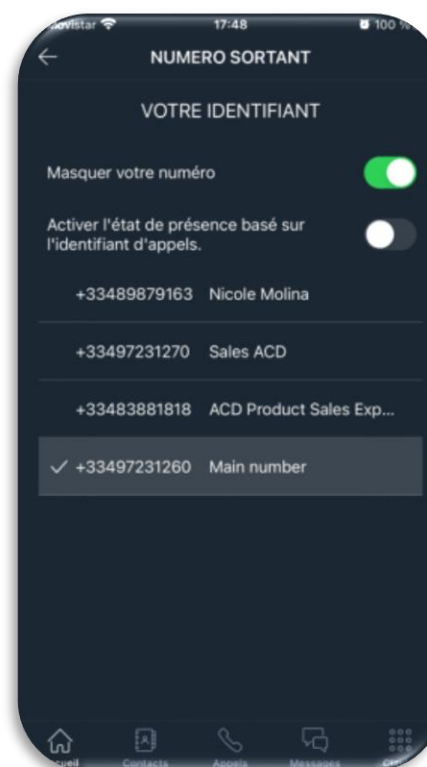 17:48
100 %
NUMERO SORTANT
VOTRE IDENTIFIANT
Masquer votre numéro
Activer l'état de présence basé sur
l'identifiant d'appels.
+33489879163 Nicole Molina
+33497231270 Sales ACD
+33483881818 ACD Product Sales Exp...
+33497231260 Main number
Contacts Appels Messages